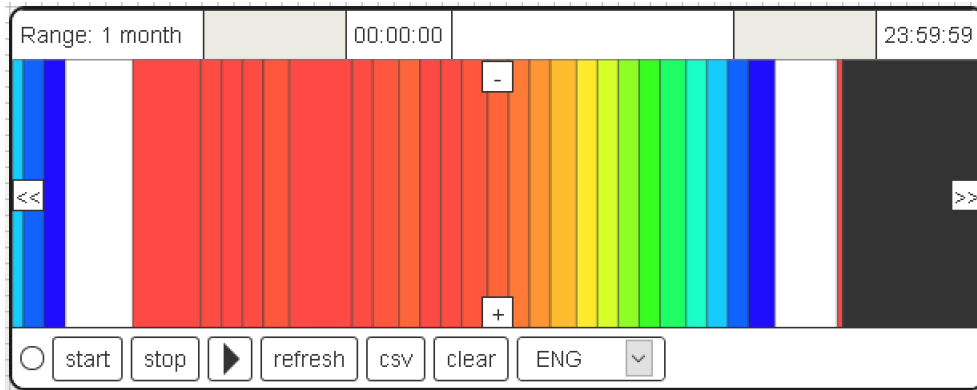 Range: 1 month 00:00:00 23:59:59
-
<< >>
+
start stop refresh csv clear ENG